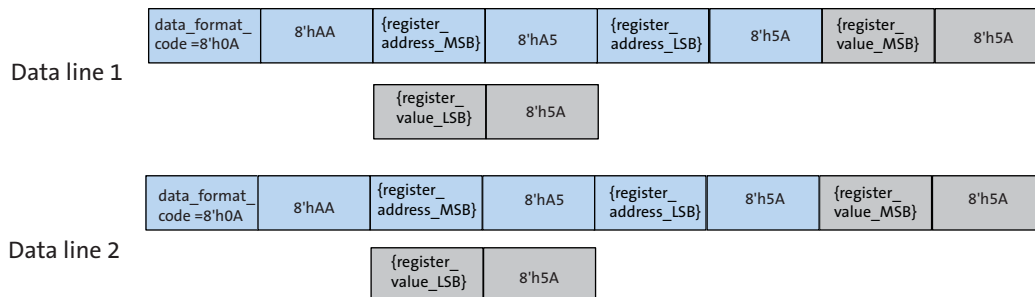 data_format_
code =8'h0A
8'hAA
{register_
address_MSB}
8'hA5
{register_
address_LSB}
8'h5A
{register_
value_MSB}
8'h5A
Data line 1
{register_
value_LSB}
8'h5A
data_format_
code =8'h0A
8'hAA
{register_
address_MSB}
8'hA5
{register_
address_LSB}
8'h5A
{register_
value_MSB}
8'h5A
Data line 2
{register_
value_LSB}
8'h5A